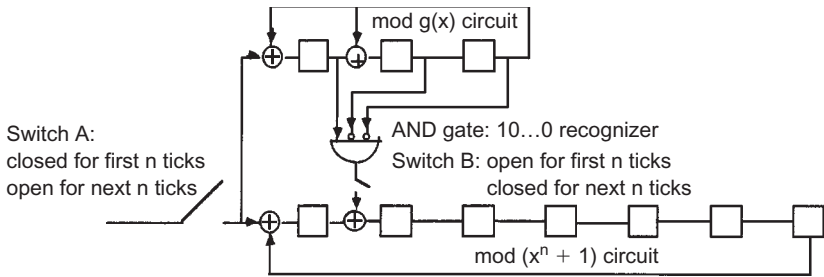 mod g(x) circuit
AND gate: 10...0 recognizer
Switch A:
closed for first n ticks
open for next n ticks
Switch B: open for first n ticks
closed for next n ticks
mod (xⁿ + 1) circuit